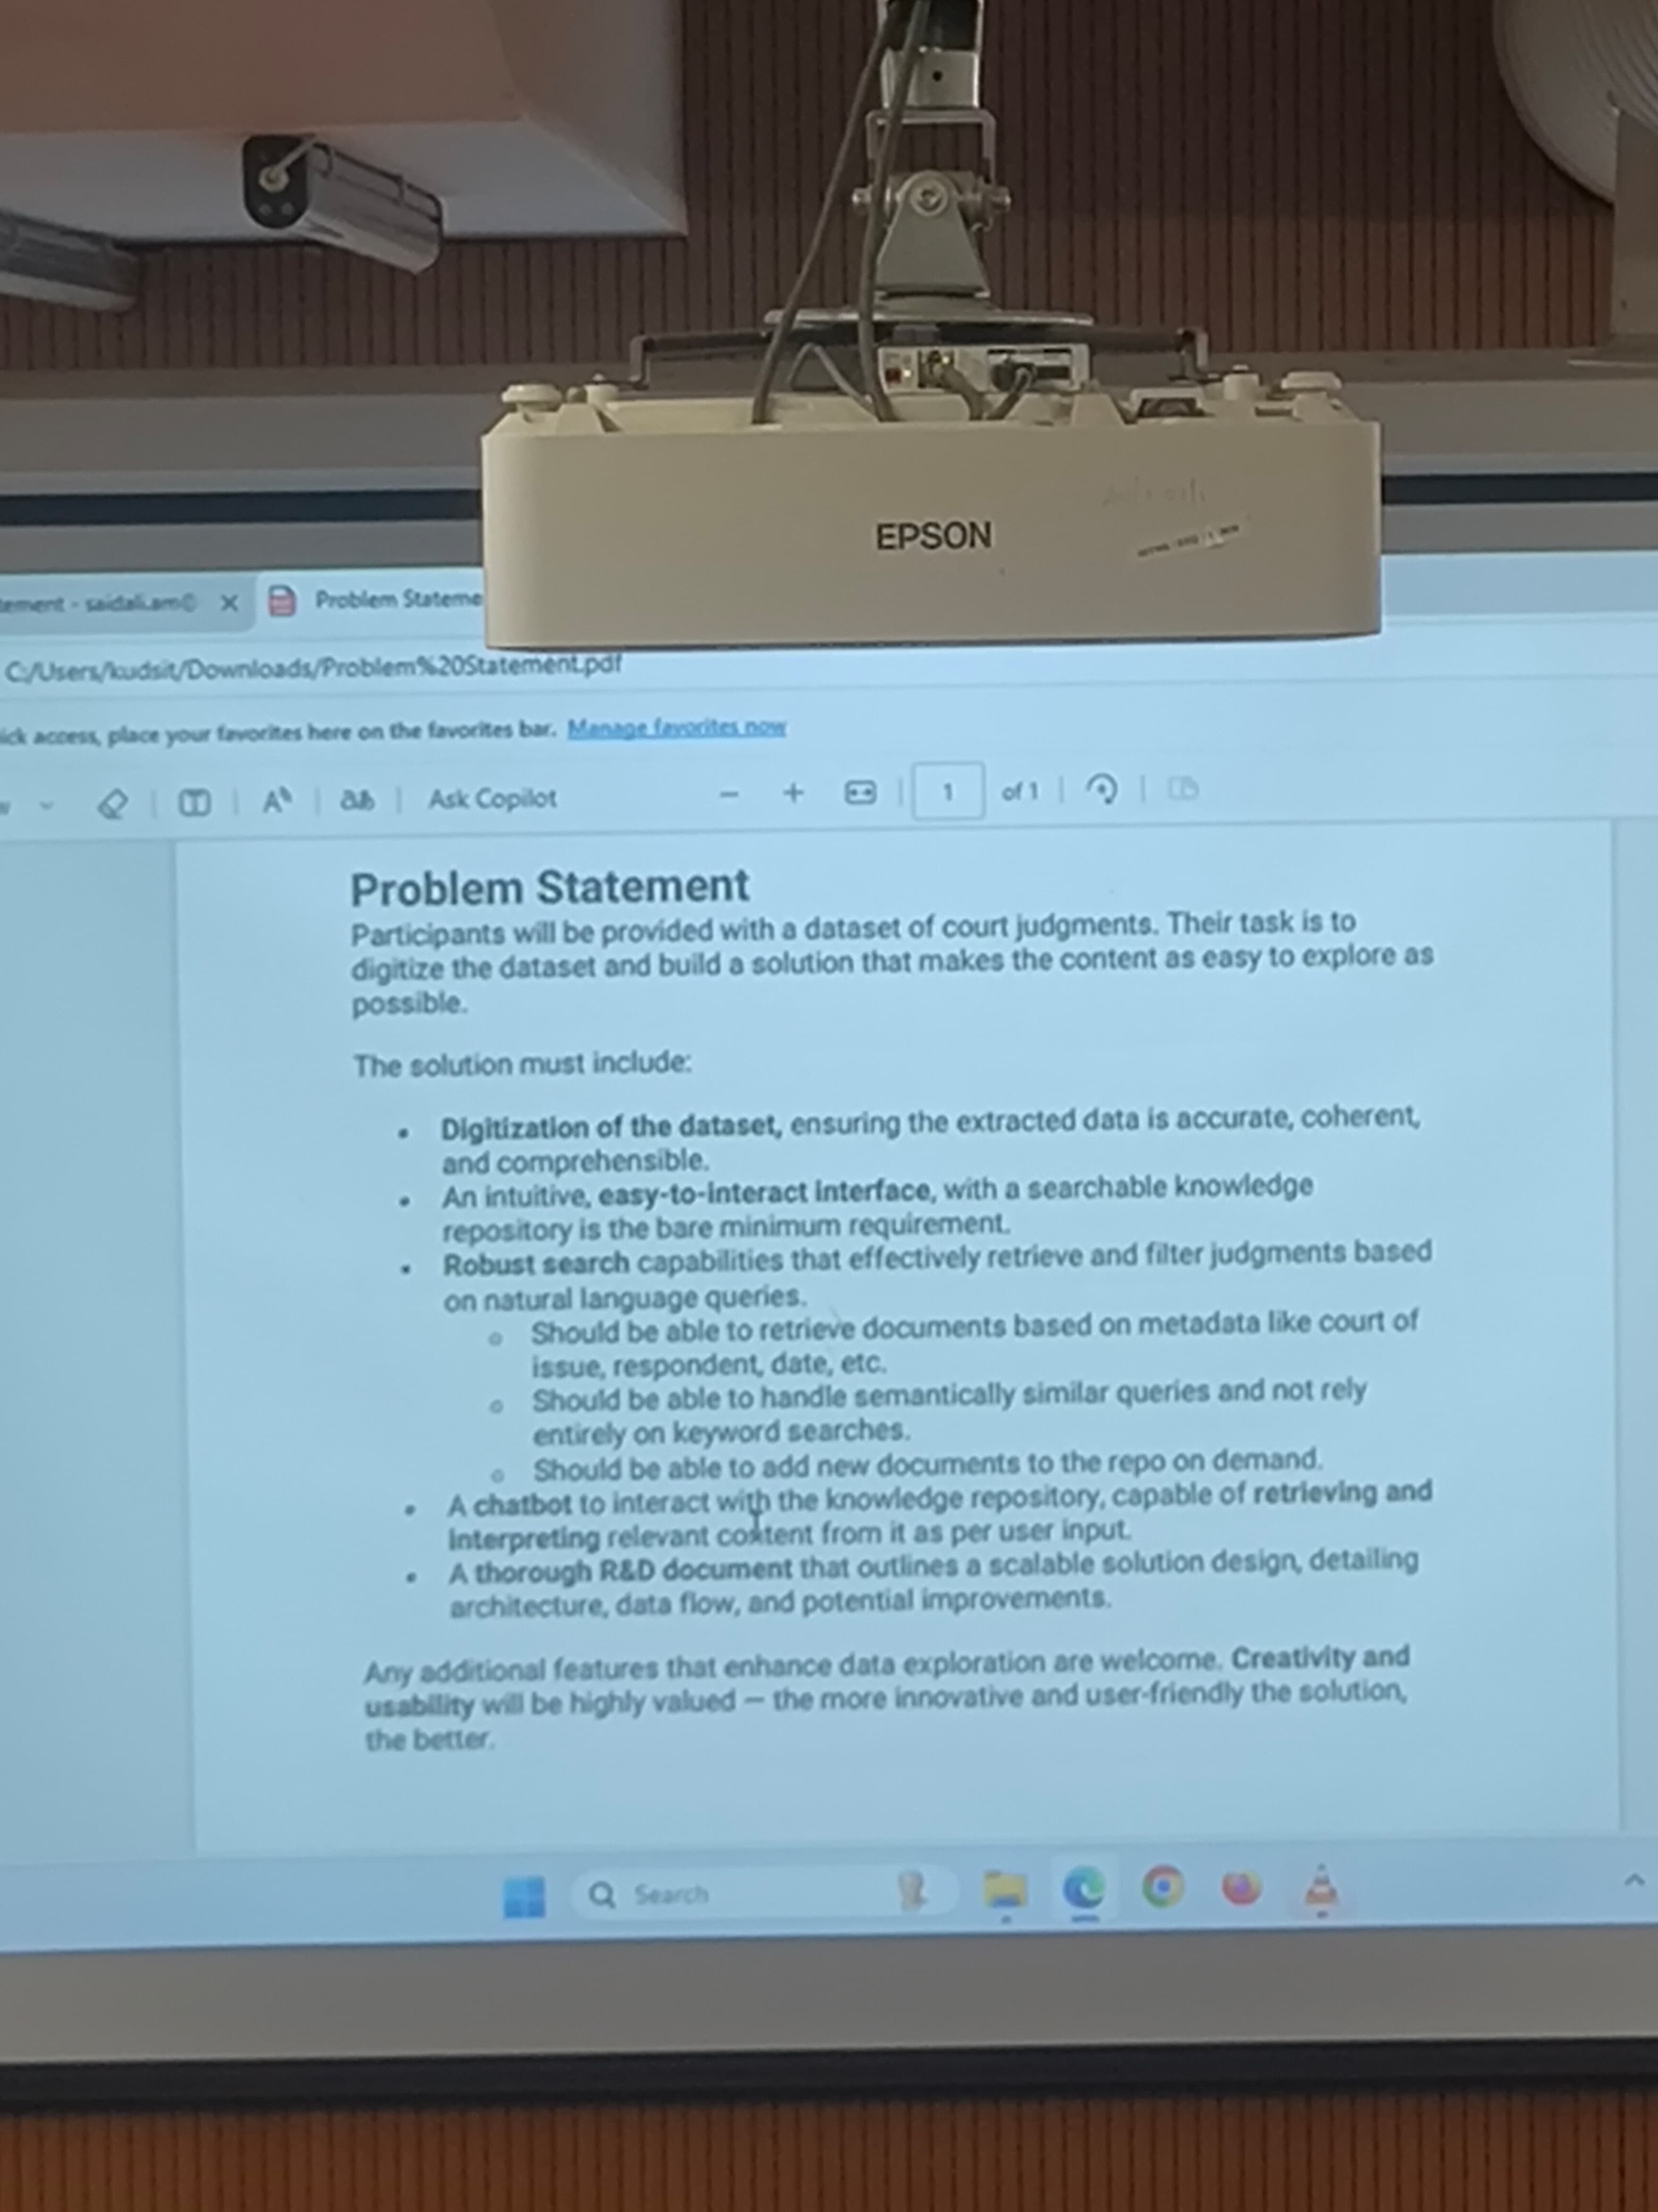 EPSON
ement - saidali.am
Problem Stateme
C:/Users/kudsit/Downloads/Problem%20Statement.pdf
ick access, place your favorites here on the favorites bar. Manage favorites now
Ask Copilot
1 of 1
Problem Statement
Participants will be provided with a dataset of court judgments. Their task is to
digitize the dataset and build a solution that makes the content as easy to explore as
possible.
The solution must include:
• Digitization of the dataset, ensuring the extracted data is accurate, coherent,
and comprehensible.
• An intuitive, easy-to-interact interface, with a searchable knowledge
repository is the bare minimum requirement.
• Robust search capabilities that effectively retrieve and filter judgments based
on natural language queries.
○ Should be able to retrieve documents based on metadata like court of
issue, respondent, date, etc.
○ Should be able to handle semantically similar queries and not rely
entirely on keyword searches.
○ Should be able to add new documents to the repo on demand.
• A chatbot to interact with the knowledge repository, capable of retrieving and
interpreting relevant content from it as per user input.
• A thorough R&D document that outlines a scalable solution design, detailing
architecture, data flow, and potential improvements.
Any additional features that enhance data exploration are welcome. Creativity and
usability will be highly valued — the more innovative and user-friendly the solution,
the better.
Search